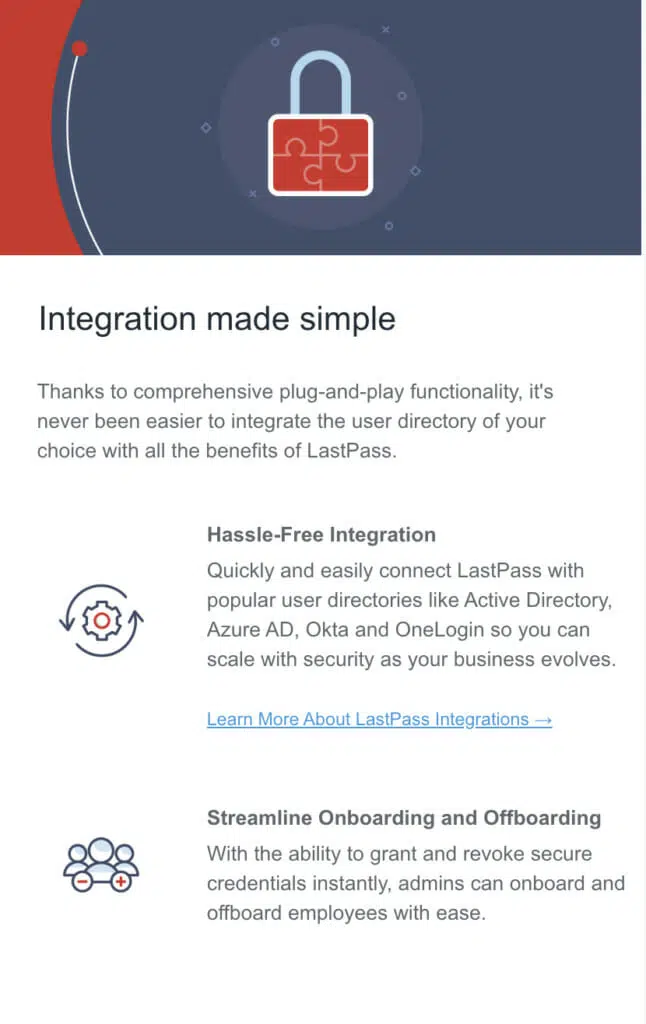 Integration made simple
Thanks to comprehensive plug-and-play functionality, it's
never been easier to integrate the user directory of your
choice with all the benefits of LastPass.
Hassle-Free Integration
Quickly and easily connect LastPass with
popular user directories like Active Directory,
Azure AD, Okta and OneLogin so you can
scale with security as your business evolves.
Learn More About LastPass Integrations →
Streamline Onboarding and Offboarding
With the ability to grant and revoke secure
credentials instantly, admins can onboard and
offboard employees with ease.